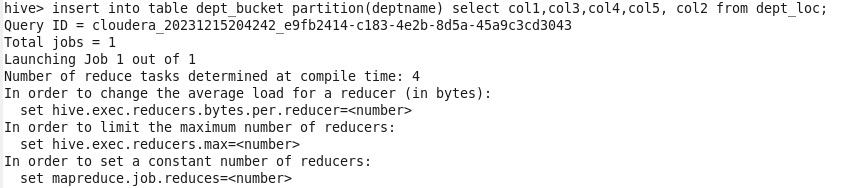 hive> insert into table dept_bucket partition(deptname) select col1,col3,col4,col5, col2 from dept_loc;
Query ID = cloudera_20231215204242_e9fb2414-c183-4e2b-8d5a-45a9c3cd3043
Total jobs = 1
Launching Job 1 out of 1
Number of reduce tasks determined at compile time: 4
In order to change the average load for a reducer (in bytes):
  set hive.exec.reducers.bytes.per.reducer=<number>
In order to limit the maximum number of reducers:
  set hive.exec.reducers.max=<number>
In order to set a constant number of reducers:
  set mapreduce.job.reduces=<number>